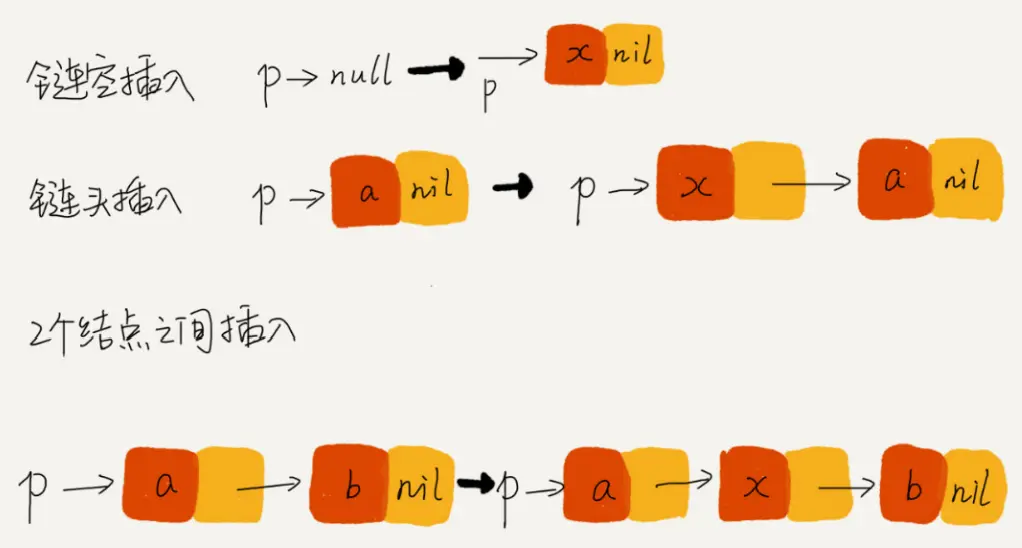 链空插入 p→null → p→ x nil
链头插入 p→ a nil → p→ x → a nil
2个结点之间插入
p→ a → b nil → p→ a → x → b nil